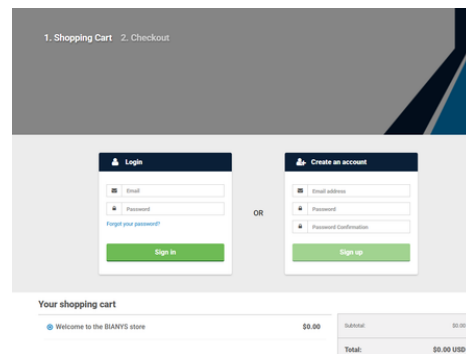 1. Shopping Cart 2. Checkout
Login
Email
Password
Forgot your password?
Sign in
OR
Create an account
Email address
Password
Password Confirmation
Sign up
Your shopping cart
Welcome to the BIANYS store $0.00
Subtotal: $0.00
Total: $0.00 USD